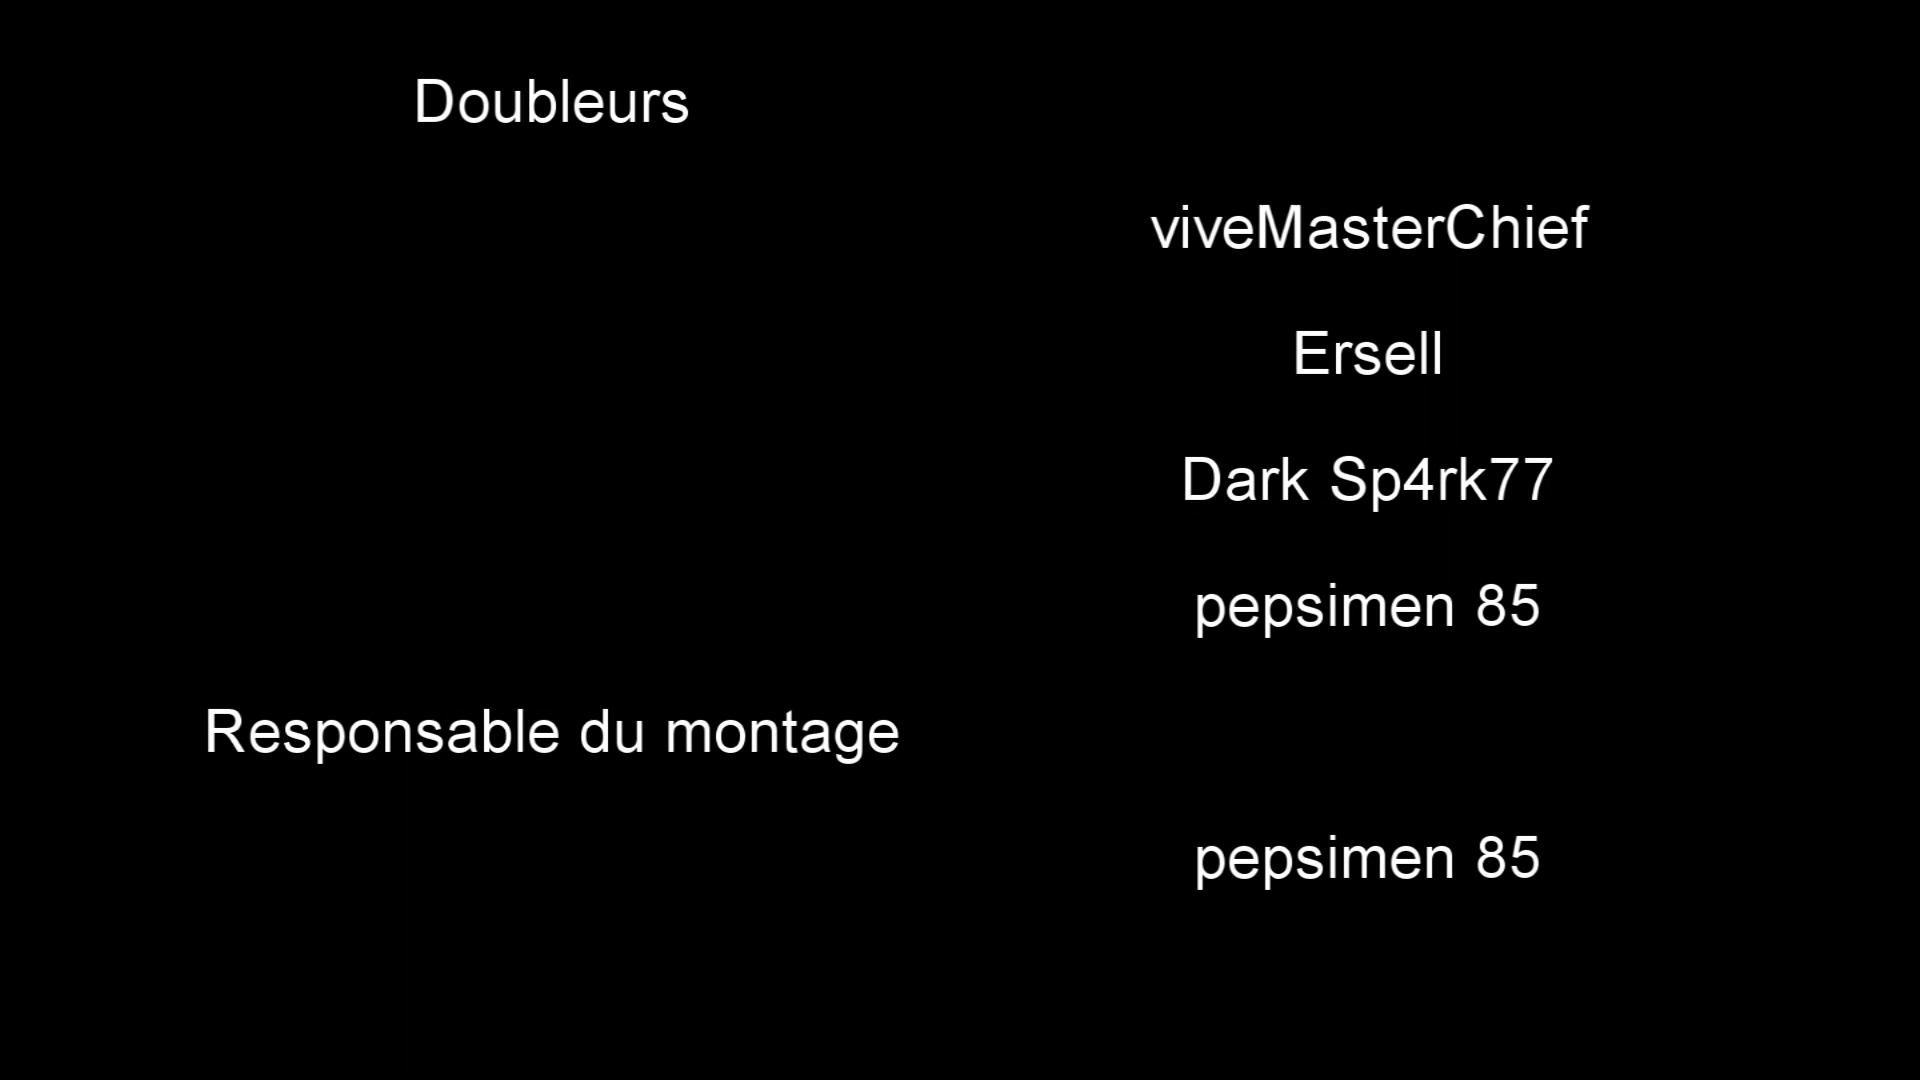 Doubleurs
viveMasterChief
Ersell
Dark Sp4rk77
pepsimen 85
Responsable du montage
pepsimen 85